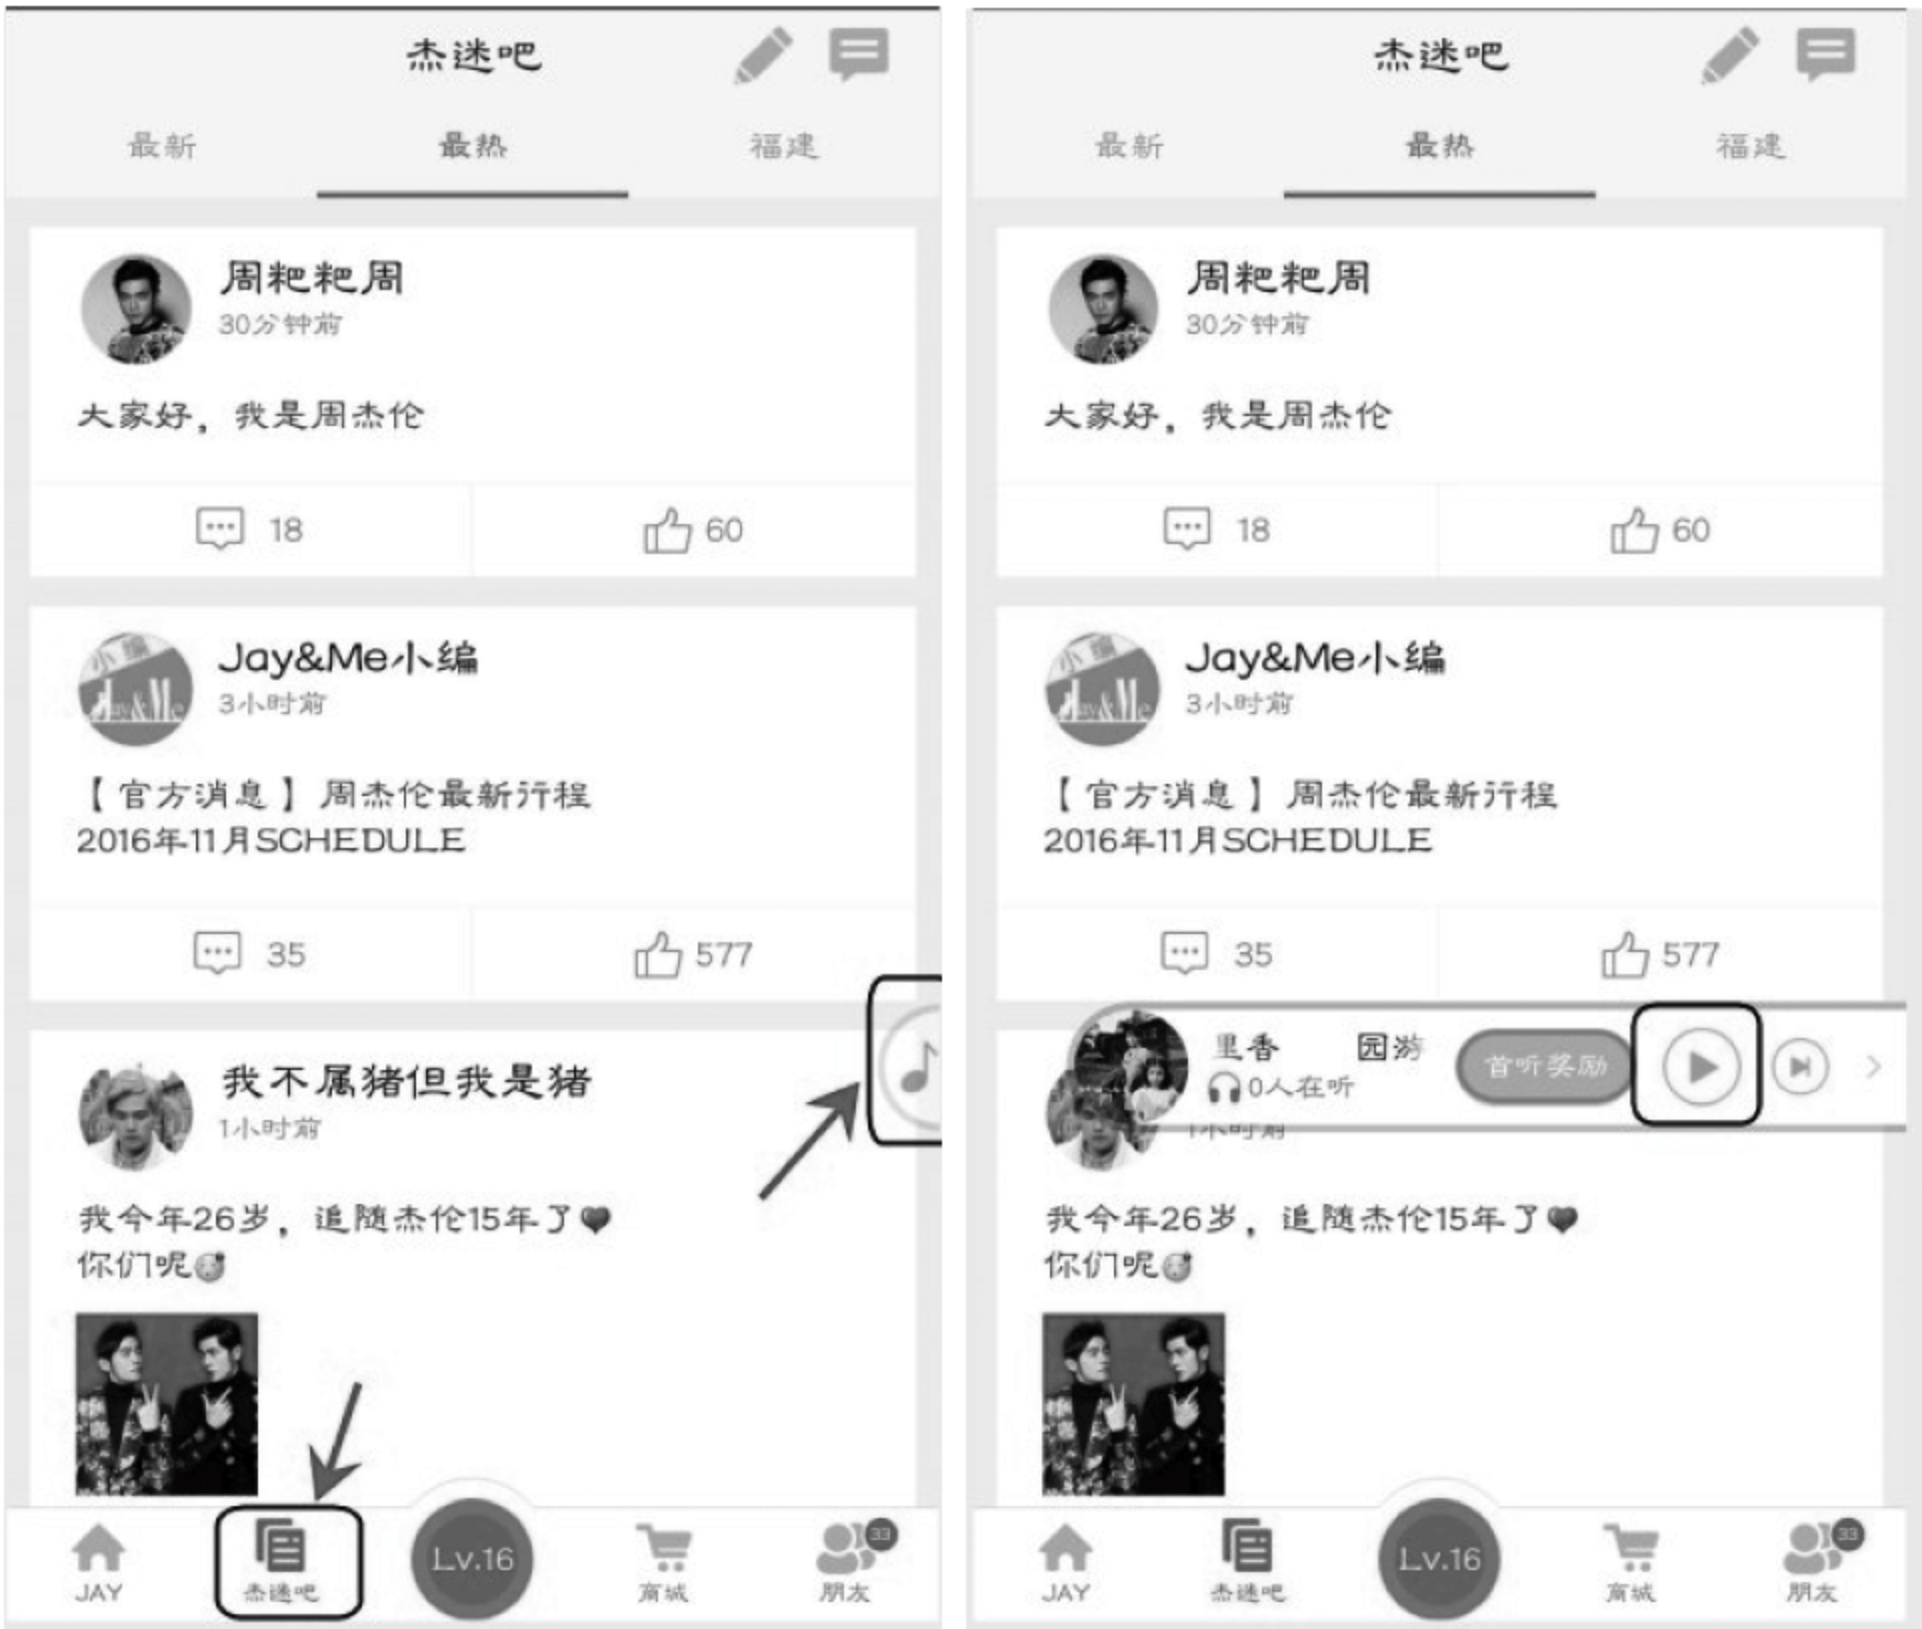 杰迷吧
最新
最热
福建
周粑粑周
30分钟前
大家好，我是周杰伦
18
60
Jay&Me小编
3小时前
【官方消息】周杰伦最新行程
2016年11月SCHEDULE
35
577
我不属猪但我是猪
1小时前
我今年26岁，追随杰伦15年了
你们呢
JAY
杰迷吧
Lv.16
商城
33
朋友
杰迷吧
最新
最热
福建
周粑粑周
30分钟前
大家好，我是周杰伦
18
60
小编
Jay&Me小编
3小时前
【官方消息】周杰伦最新行程
2016年11月SCHEDULE
35
577
里香 园游
0人在听
首听奖励
1小时前
我今年26岁，追随杰伦15年了
你们呢
JAY
杰迷吧
Lv.16
商城
33
朋友